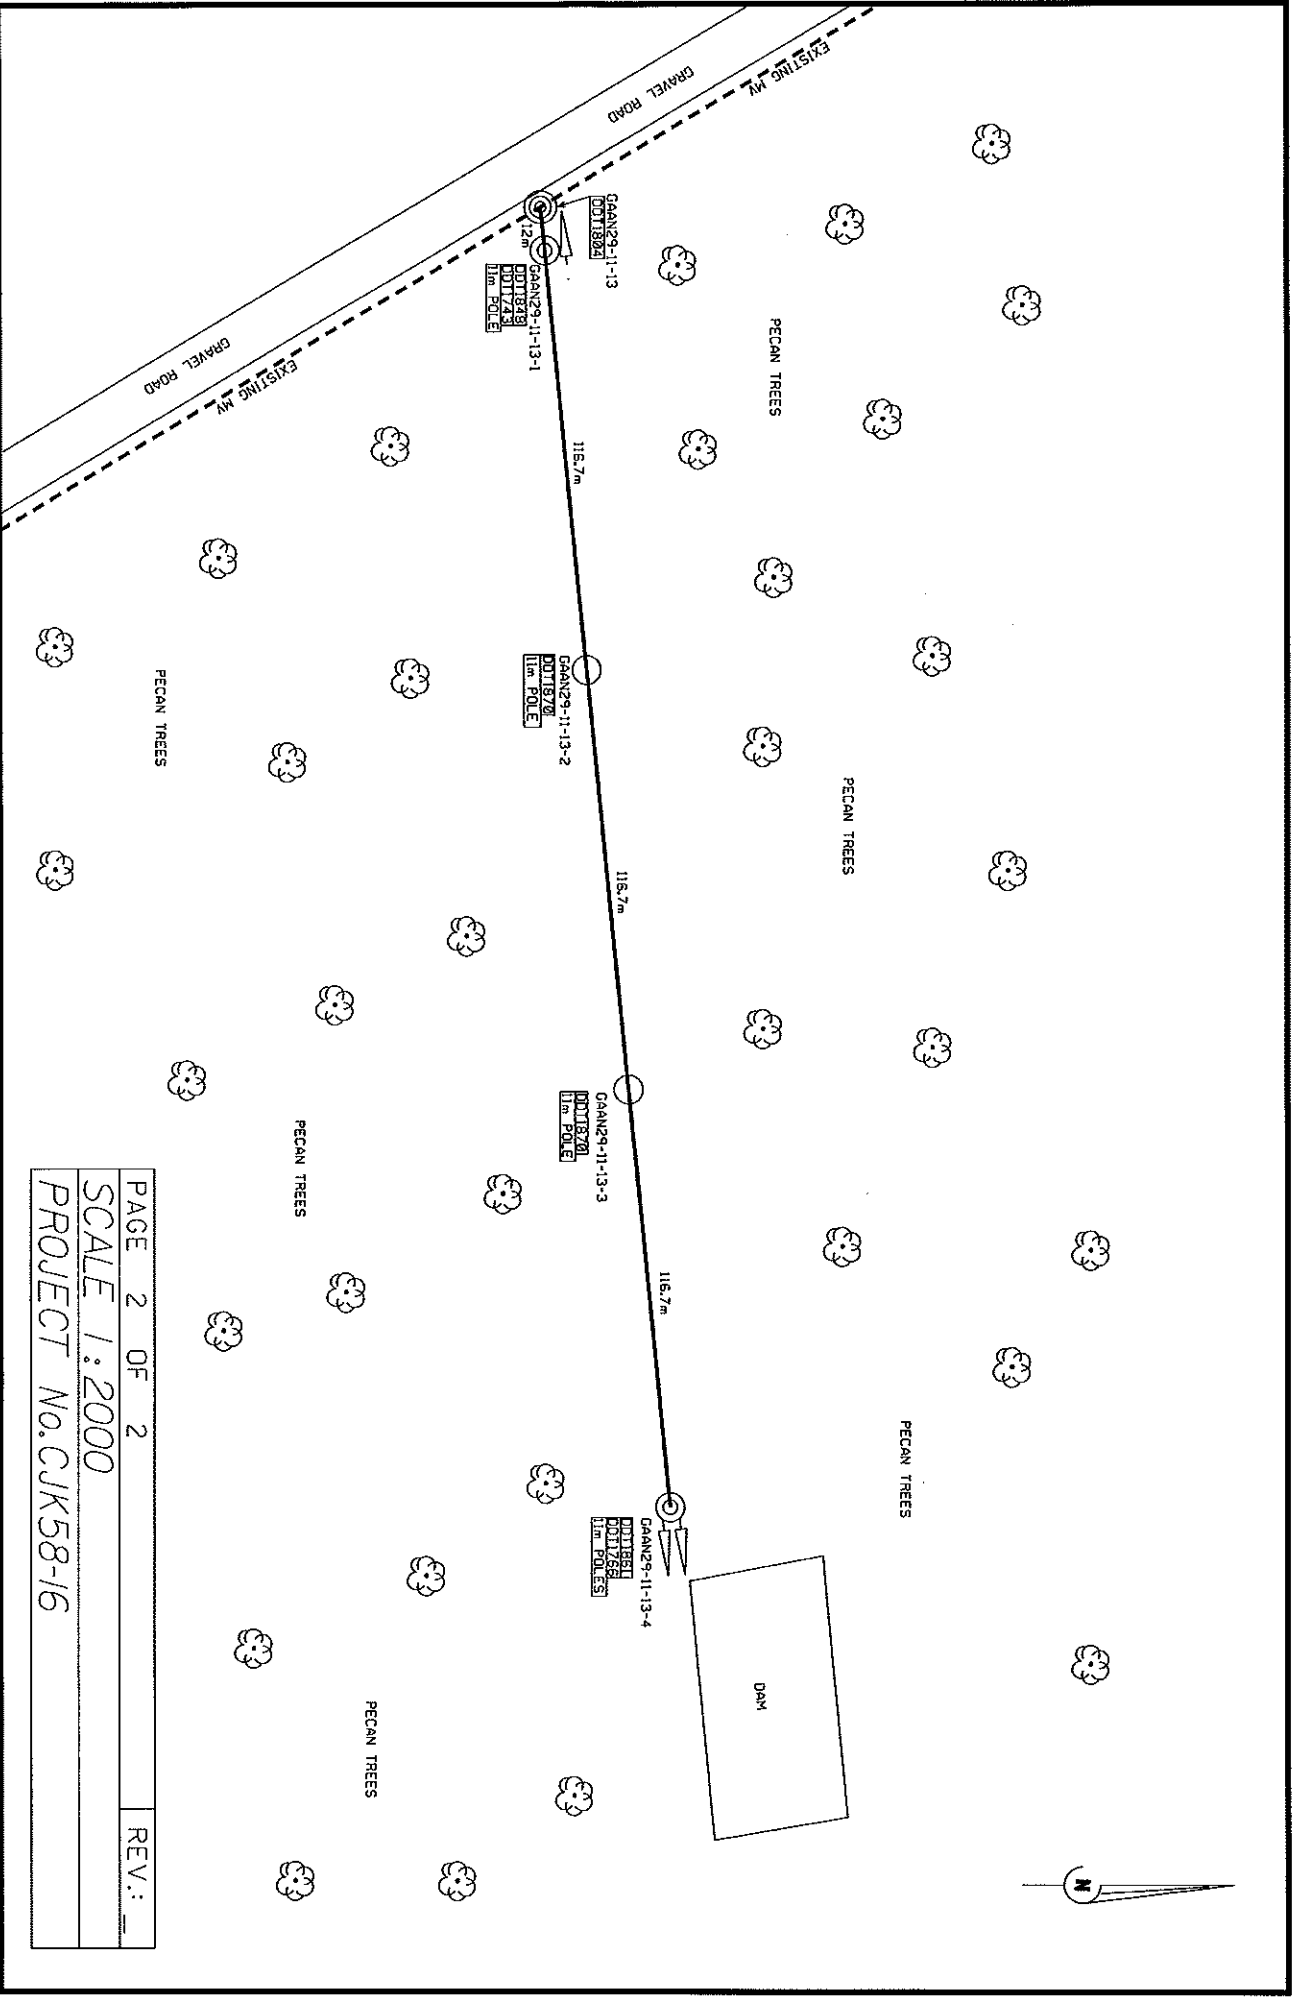 EXISTING MV
GRAVEL ROAD
GAAN29-11-13
DDT1804
12m
GAAN29-11-13-1
DDT1848
DDT1743
11m POLE
GRAVEL ROAD
EXISTING MV
PECAN TREES
116.7m
GAAN29-11-13-2
DDT1870
11m POLE
PECAN TREES
PECAN TREES
116.7m
GAAN29-11-13-3
DDT1870
11m POLE
PECAN TREES
116.7m
PECAN TREES
GAAN29-11-13-4
DDT1861
DDT1766
11m POLES
DAM
PECAN TREES
N
PAGE 2 OF 2
REV.: _
SCALE 1:2000
PROJECT No.CJK58-16